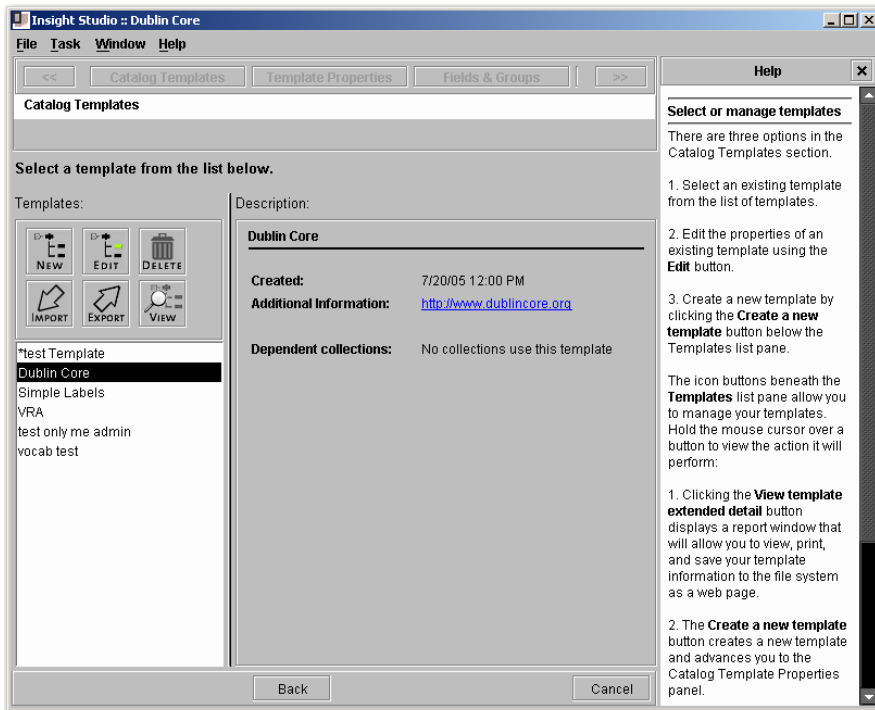 Insight Studio :: Dublin Core
File Task Window Help
<< Catalog Templates Template Properties Fields & Groups >>
Catalog Templates
Select a template from the list below.
Templates:
NEW EDIT DELETE
IMPORT EXPORT VIEW
*test Template
Dublin Core
Simple Labels
VRA
test only me admin
vocab test
Description:
Dublin Core
Created: 7/20/05 12:00 PM
Additional Information: http://www.dublincore.org
Dependent collections: No collections use this template
Back Cancel
Help
Select or manage templates
There are three options in the
Catalog Templates section.
1. Select an existing template
from the list of templates.
2. Edit the properties of an
existing template using the
Edit button.
3. Create a new template by
clicking the Create a new
template button below the
Templates list pane.
The icon buttons beneath the
Templates list pane allow you
to manage your templates.
Hold the mouse cursor over a
button to view the action it will
perform:
1. Clicking the View template
extended detail button
displays a report window that
will allow you to view, print,
and save your template
information to the file system
as a web page.
2. The Create a new template
button creates a new template
and advances you to the
Catalog Template Properties
panel.